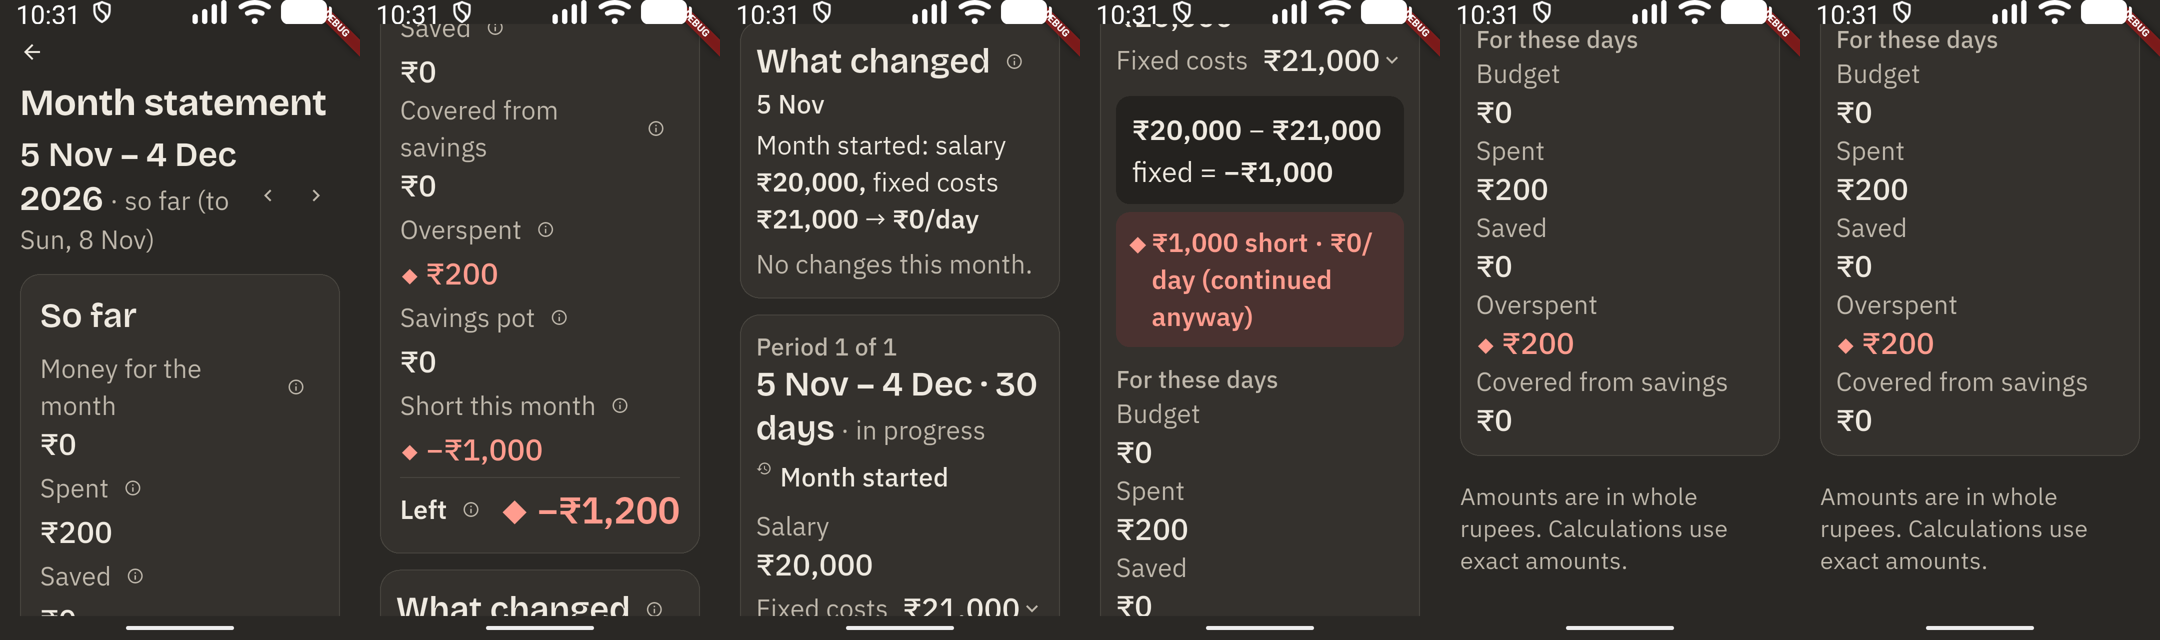 10:31
DEBUG
Month statement
5 Nov – 4 Dec
2026 · so far (to
Sun, 8 Nov)
So far
Money for the
month
₹0
Spent
₹200
Saved
10:31
DEBUG
Saved
₹0
Covered from
savings
₹0
Overspent
₹200
Savings pot
₹0
Short this month
−₹1,000
Left −₹1,200
What changed
10:31
DEBUG
What changed
5 Nov
Month started: salary
₹20,000, fixed costs
₹21,000 → ₹0/day
No changes this month.
Period 1 of 1
5 Nov – 4 Dec · 30
days · in progress
Month started
Salary
₹20,000
Fixed costs ₹21,000
10:31
DEBUG
Fixed costs ₹21,000
₹20,000 – ₹21,000
fixed = −₹1,000
₹1,000 short · ₹0/
day (continued
anyway)
For these days
Budget
₹0
Spent
₹200
Saved
₹0
10:31
DEBUG
For these days
Budget
₹0
Spent
₹200
Saved
₹0
Overspent
₹200
Covered from savings
₹0
Amounts are in whole
rupees. Calculations use
exact amounts.
10:31
DEBUG
For these days
Budget
₹0
Spent
₹200
Saved
₹0
Overspent
₹200
Covered from savings
₹0
Amounts are in whole
rupees. Calculations use
exact amounts.